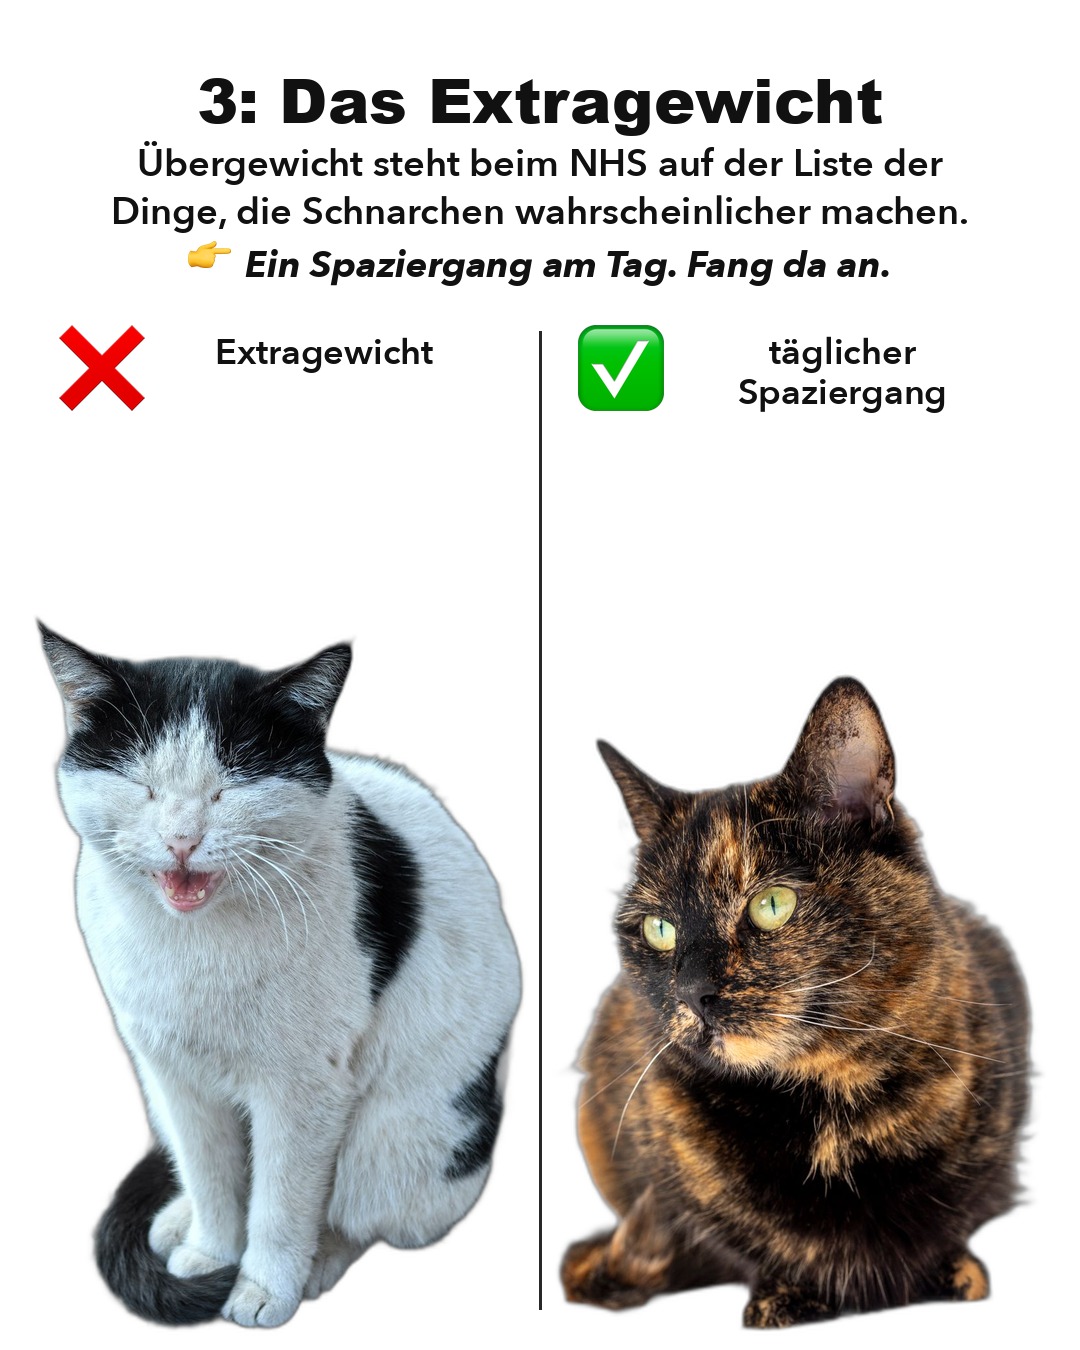 3: Das Extragewicht
Übergewicht steht beim NHS auf der Liste der
Dinge, die Schnarchen wahrscheinlicher machen.
👉 Ein Spaziergang am Tag. Fang da an.
❌ Extragewicht
✅ täglicher
Spaziergang